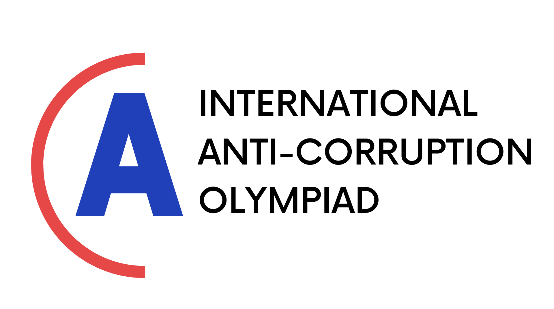 A
INTERNATIONAL
ANTI-CORRUPTION
OLYMPIAD